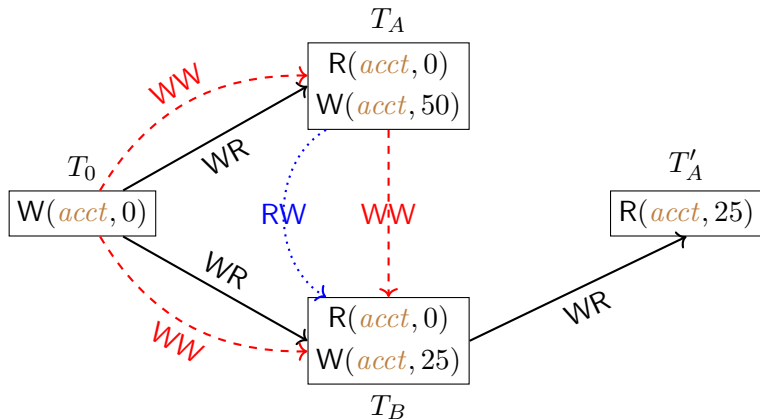 T_A
R(acct, 0)
W(acct, 50)
WW
WR
T_0
W(acct, 0)
RW
WW
T'_A
R(acct, 25)
WR
WW
R(acct, 0)
W(acct, 25)
WR
T_B